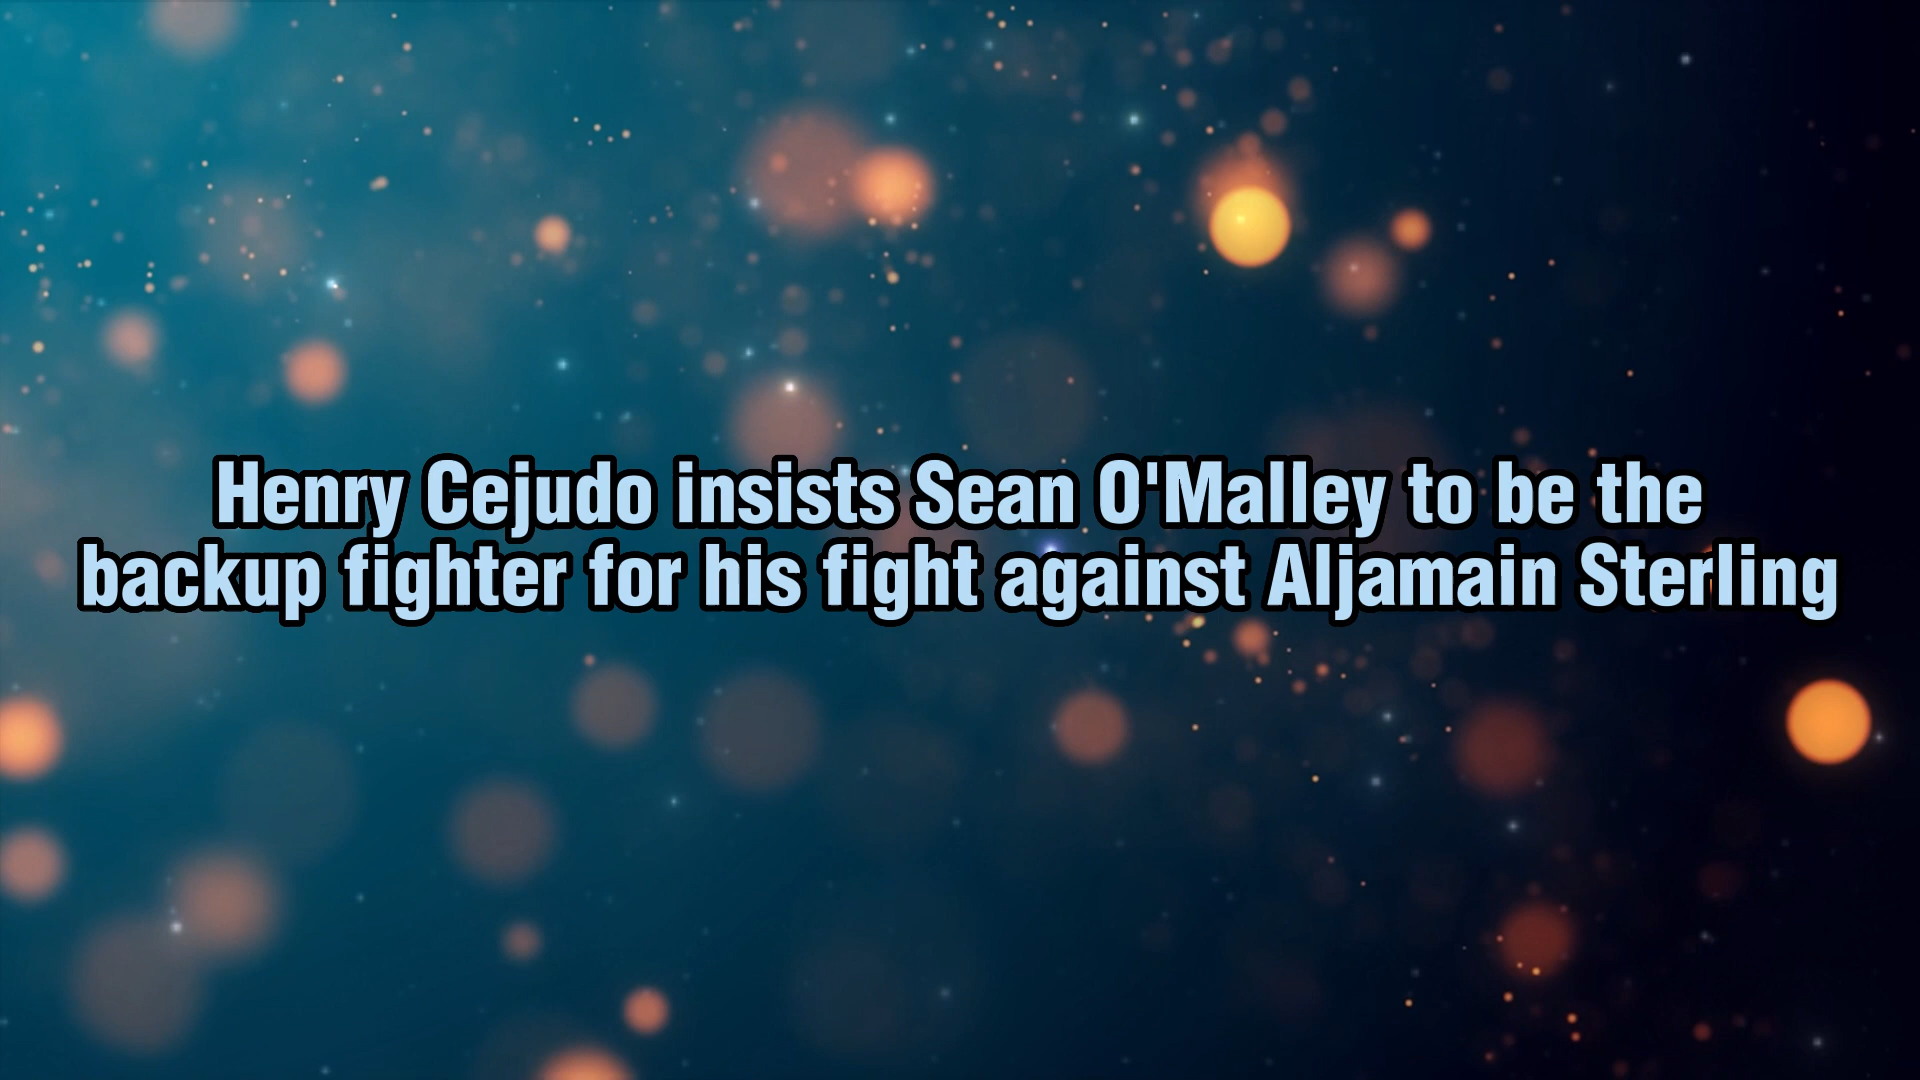 Henry Cejudo insists Sean O'Malley to be the
backup fighter for his fight against Aljamain Sterling